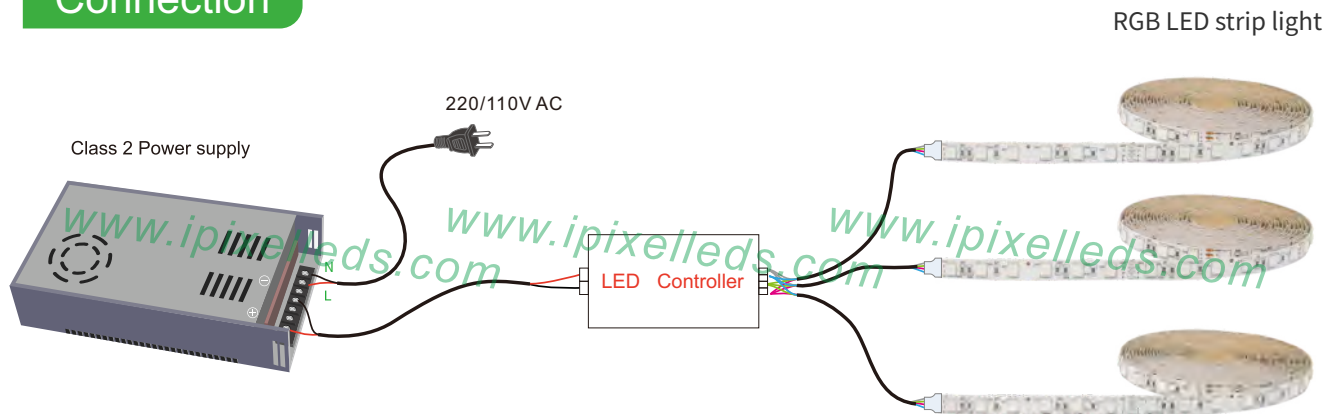 Connection
RGB LED strip light
220/110V AC
Class 2 Power supply
www.ipixelleds.com
www.ipixelleds.com
www.ipixelleds.com
N
L
LED Controller